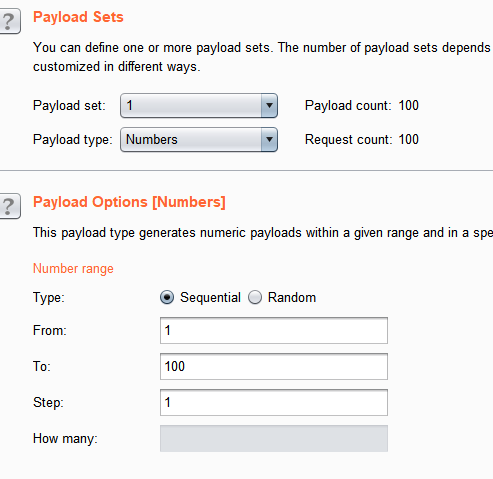 ?
Payload Sets
You can define one or more payload sets. The number of payload sets depends
customized in different ways.
Payload set: 1 Payload count: 100
Payload type: Numbers Request count: 100
?
Payload Options [Numbers]
This payload type generates numeric payloads within a given range and in a spe
Number range
Type: Sequential Random
From: 1
To: 100
Step: 1
How many: